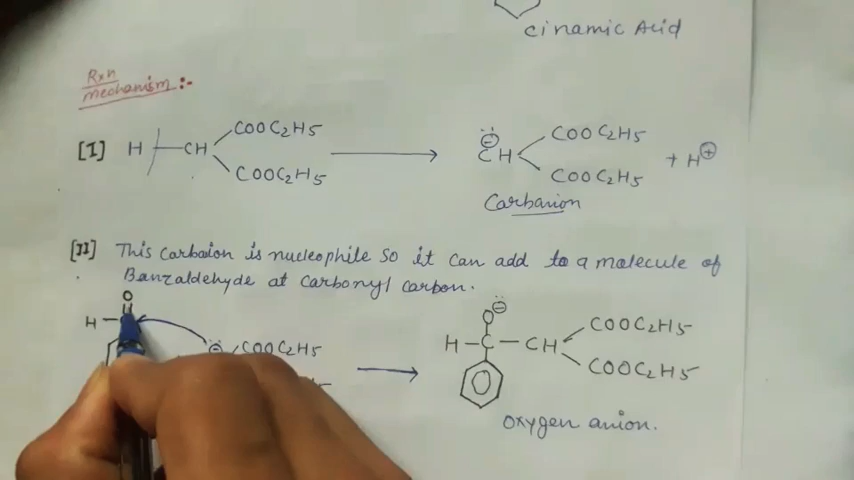 cinamic Acid
Rxn
mechanism :-
[I] H — CH COOC2H5 COOC2H5 → ⊖ CH COOC2H5 COOC2H5 + H⊕
Carbanion
[II] This carbaion is nucleophile so it can add to a molecule of
Banzaldehyde at carbonyl carbon.
O
H — ⊖ COOC2H5 → O⊖ H — C — CH COOC2H5 COOC2H5
oxygen anion.